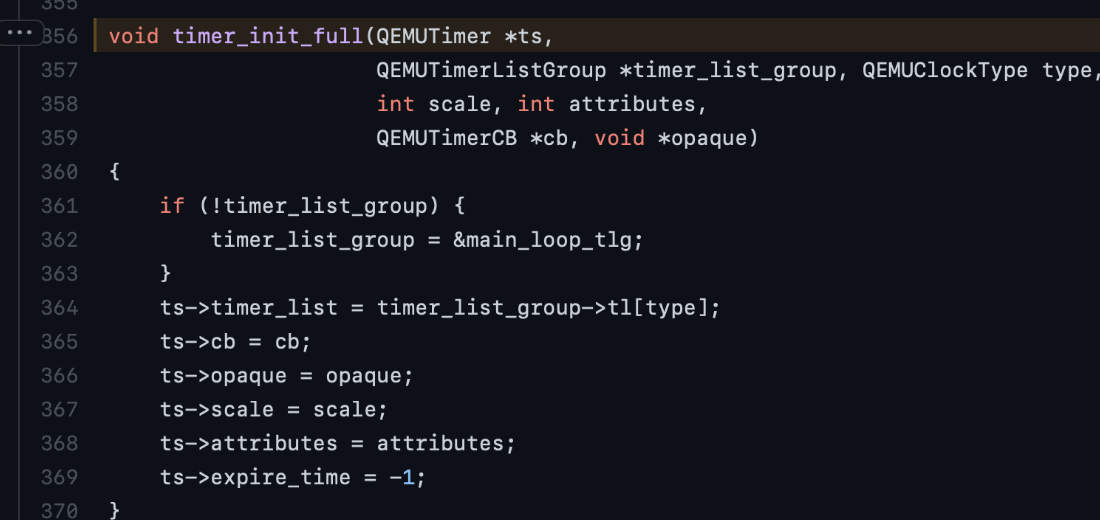 355
356 void timer_init_full(QEMUTimer *ts,
357                      QEMUTimerListGroup *timer_list_group, QEMUClockType type,
358                      int scale, int attributes,
359                      QEMUTimerCB *cb, void *opaque)
360 {
361     if (!timer_list_group) {
362         timer_list_group = &main_loop_tlg;
363     }
364     ts->timer_list = timer_list_group->tl[type];
365     ts->cb = cb;
366     ts->opaque = opaque;
367     ts->scale = scale;
368     ts->attributes = attributes;
369     ts->expire_time = -1;
370 }